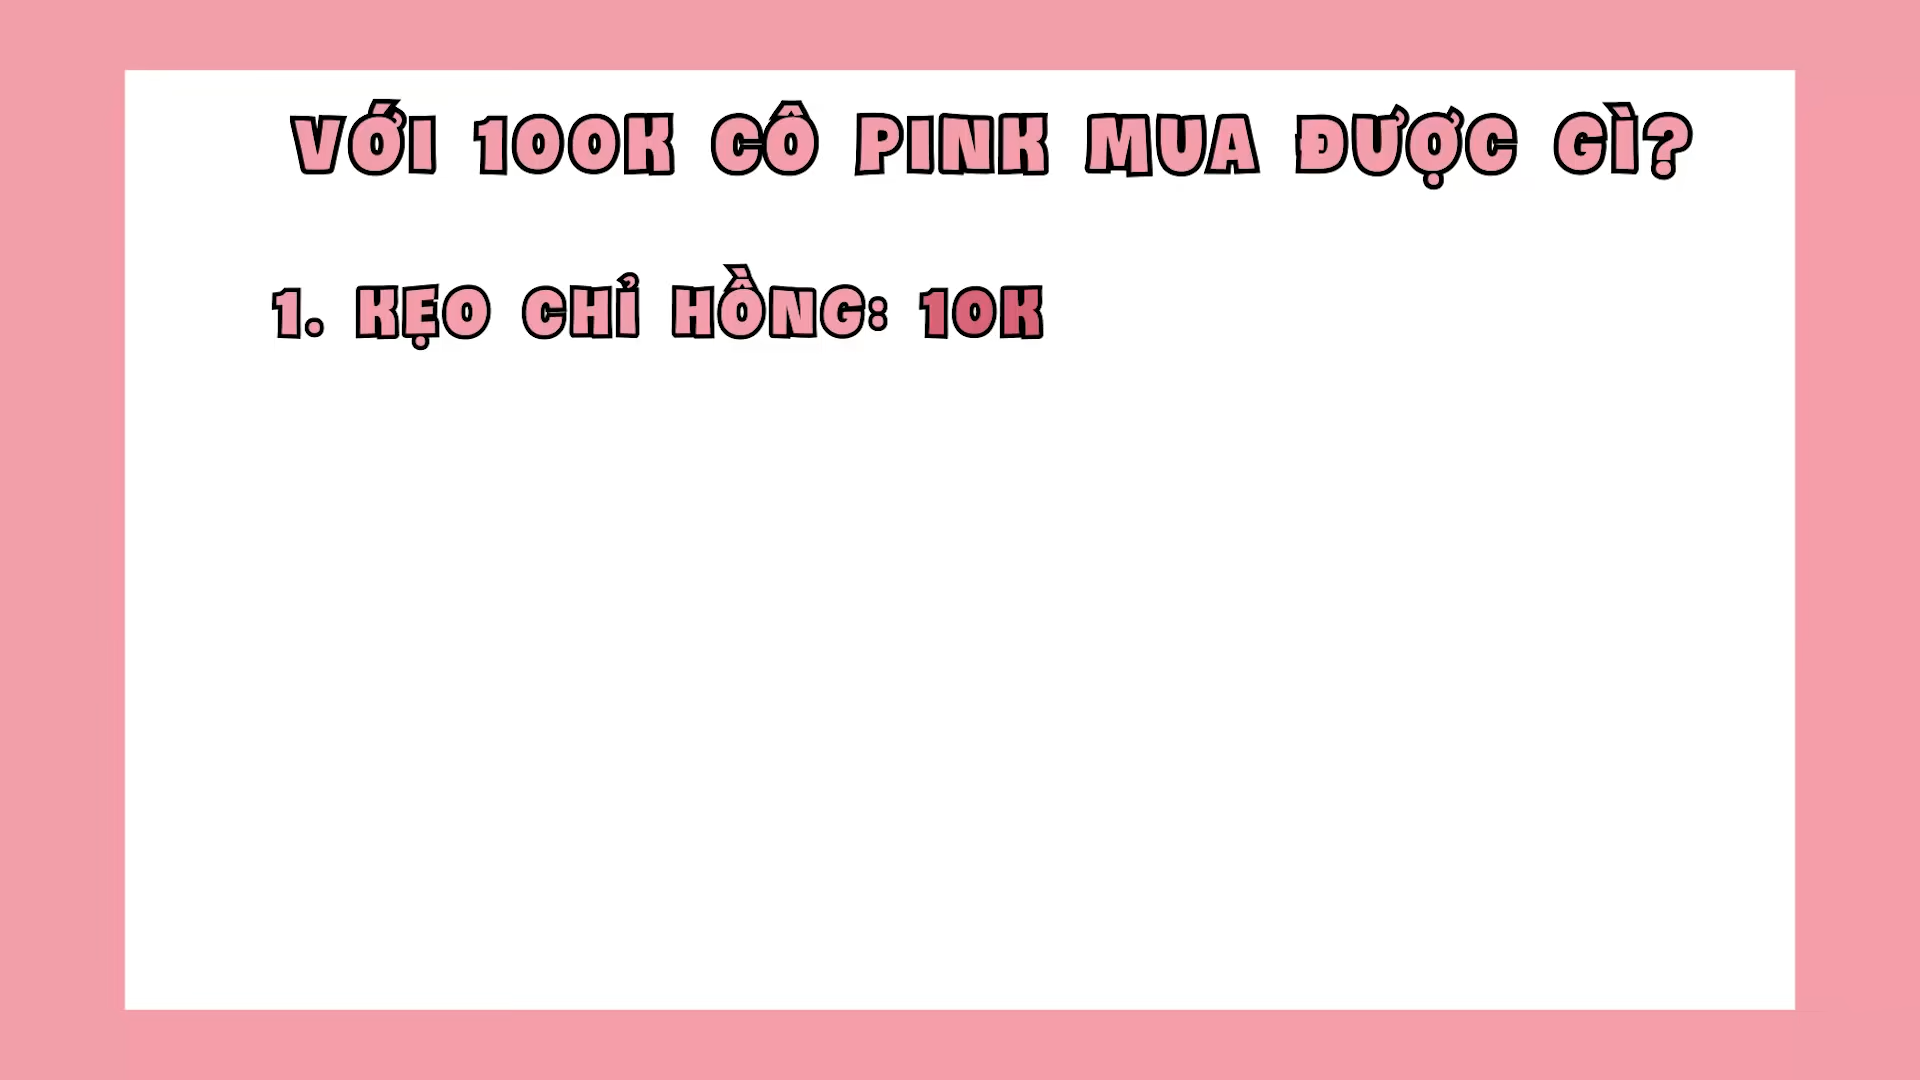 VỚI 100K CÔ PINK MUA ĐƯỢC GÌ?
1. KẸO CHỈ HỒNG: 10K